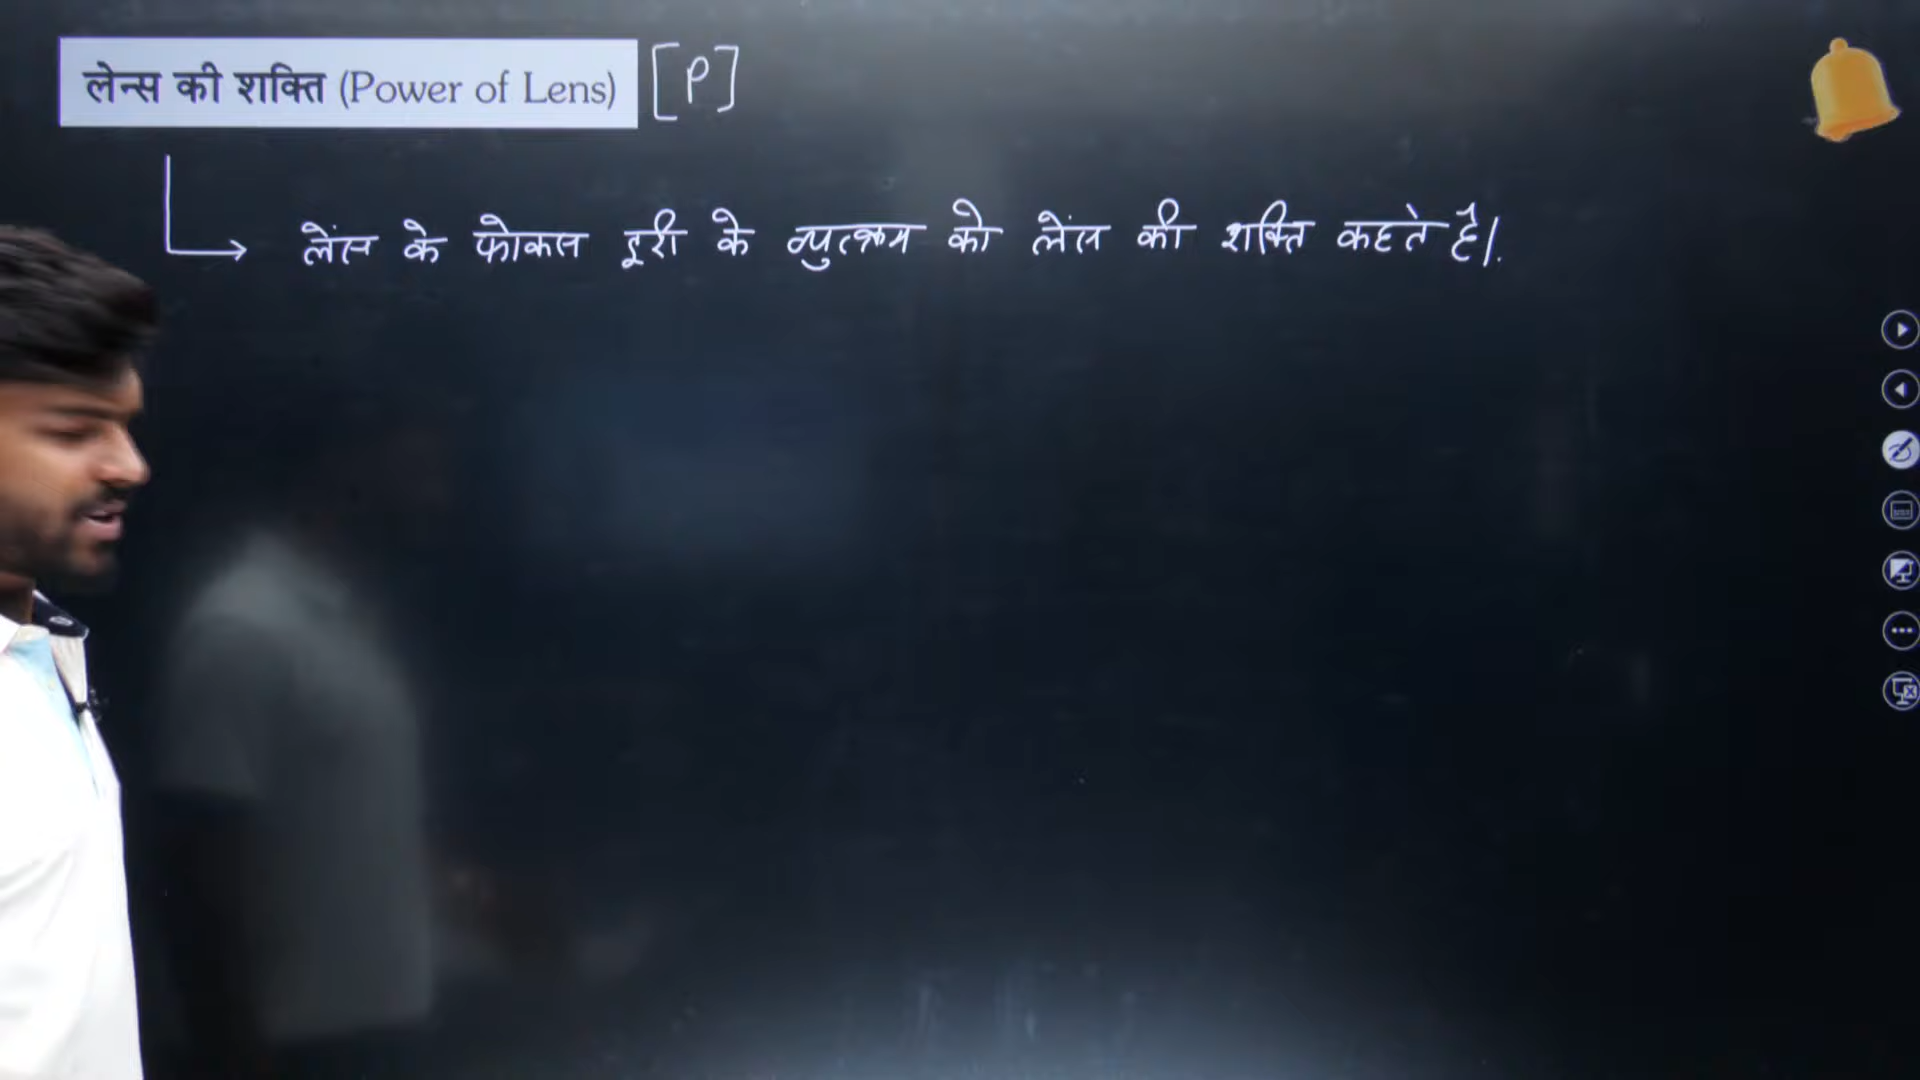 लेन्स की शक्ति (Power of Lens) [P]
लेंस के फोकस दूरी के व्युत्क्रम को लेंस की शक्ति कहते है।.